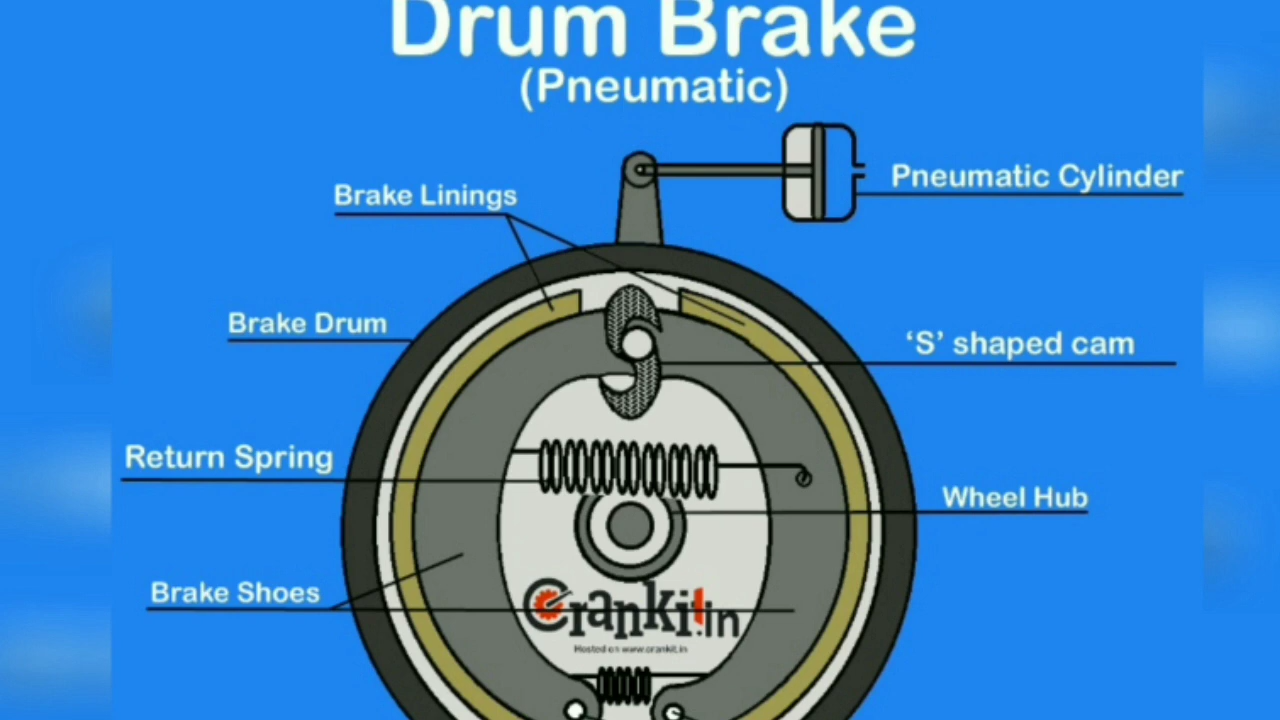 Drum Brake
(Pneumatic)
Pneumatic Cylinder
Brake Linings
Brake Drum
‘S’ shaped cam
Return Spring
Wheel Hub
Brake Shoes
Crankit.in
Hosted on www.crankit.in